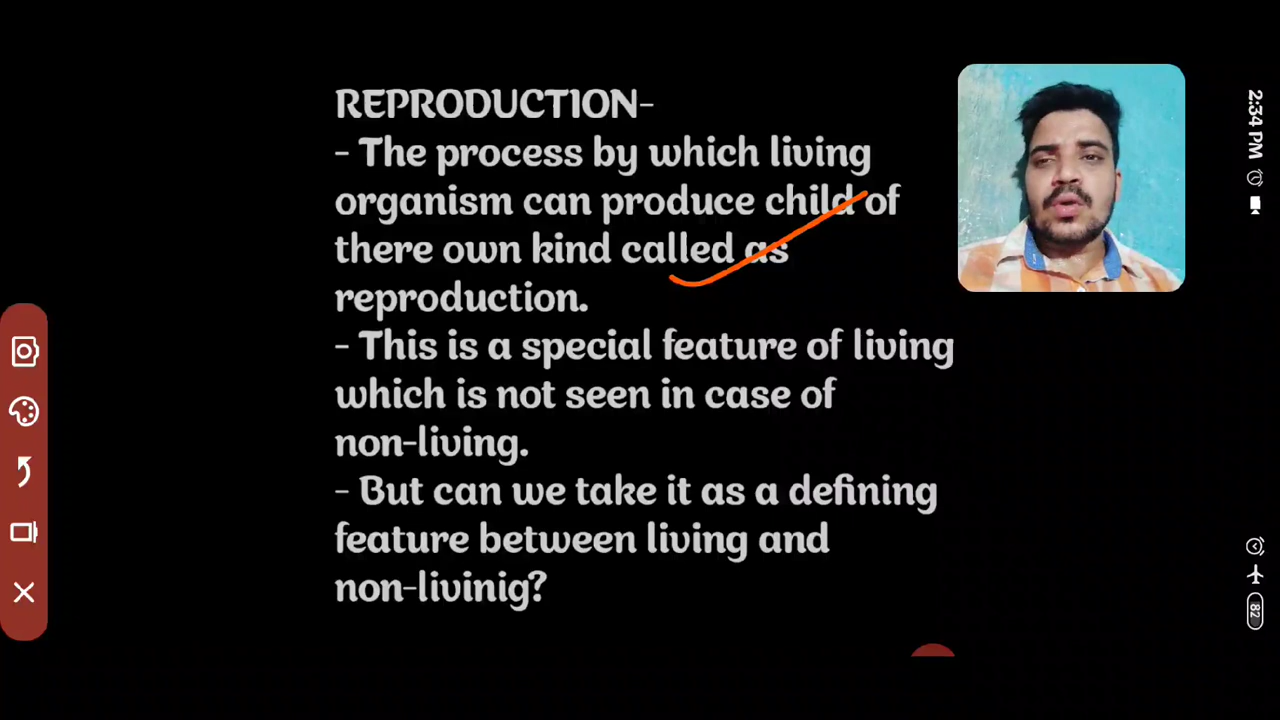 REPRODUCTION-
- The process by which living
organism can produce child of
there own kind called as
reproduction.
- This is a special feature of living
which is not seen in case of
non-living.
- But can we take it as a defining
feature between living and
non-livinig?
2:34 PM
82